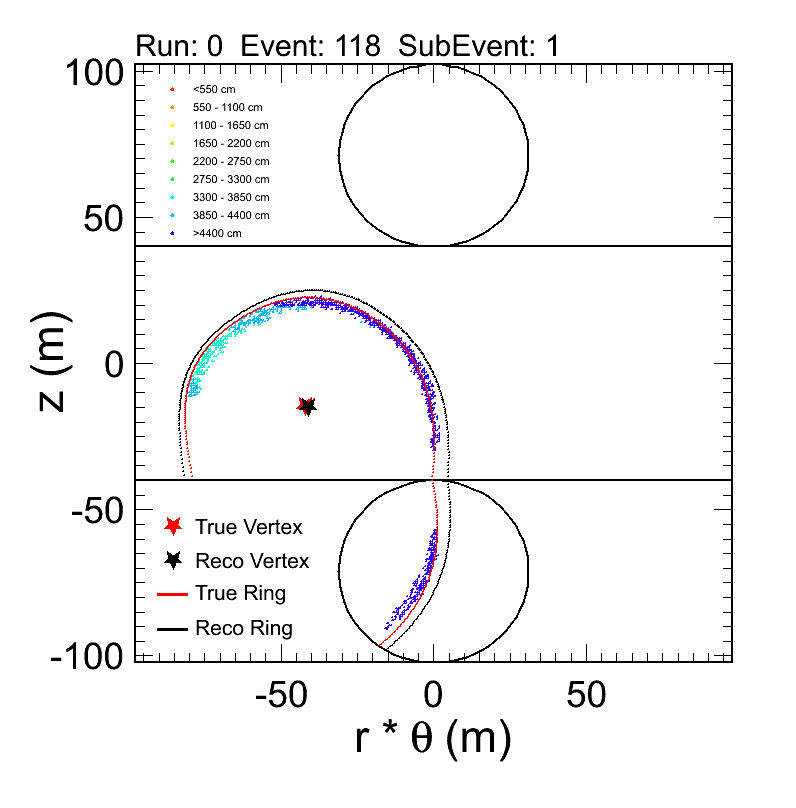 Run: 0  Event: 118  SubEvent: 1
100
<550 cm
550 - 1100 cm
1100 - 1650 cm
1650 - 2200 cm
2200 - 2750 cm
2750 - 3300 cm
3300 - 3850 cm
3850 - 4400 cm
>4400 cm
50
0
z (m)
-50
True Vertex
Reco Vertex
True Ring
Reco Ring
-100
-50 0 50
r * θ (m)